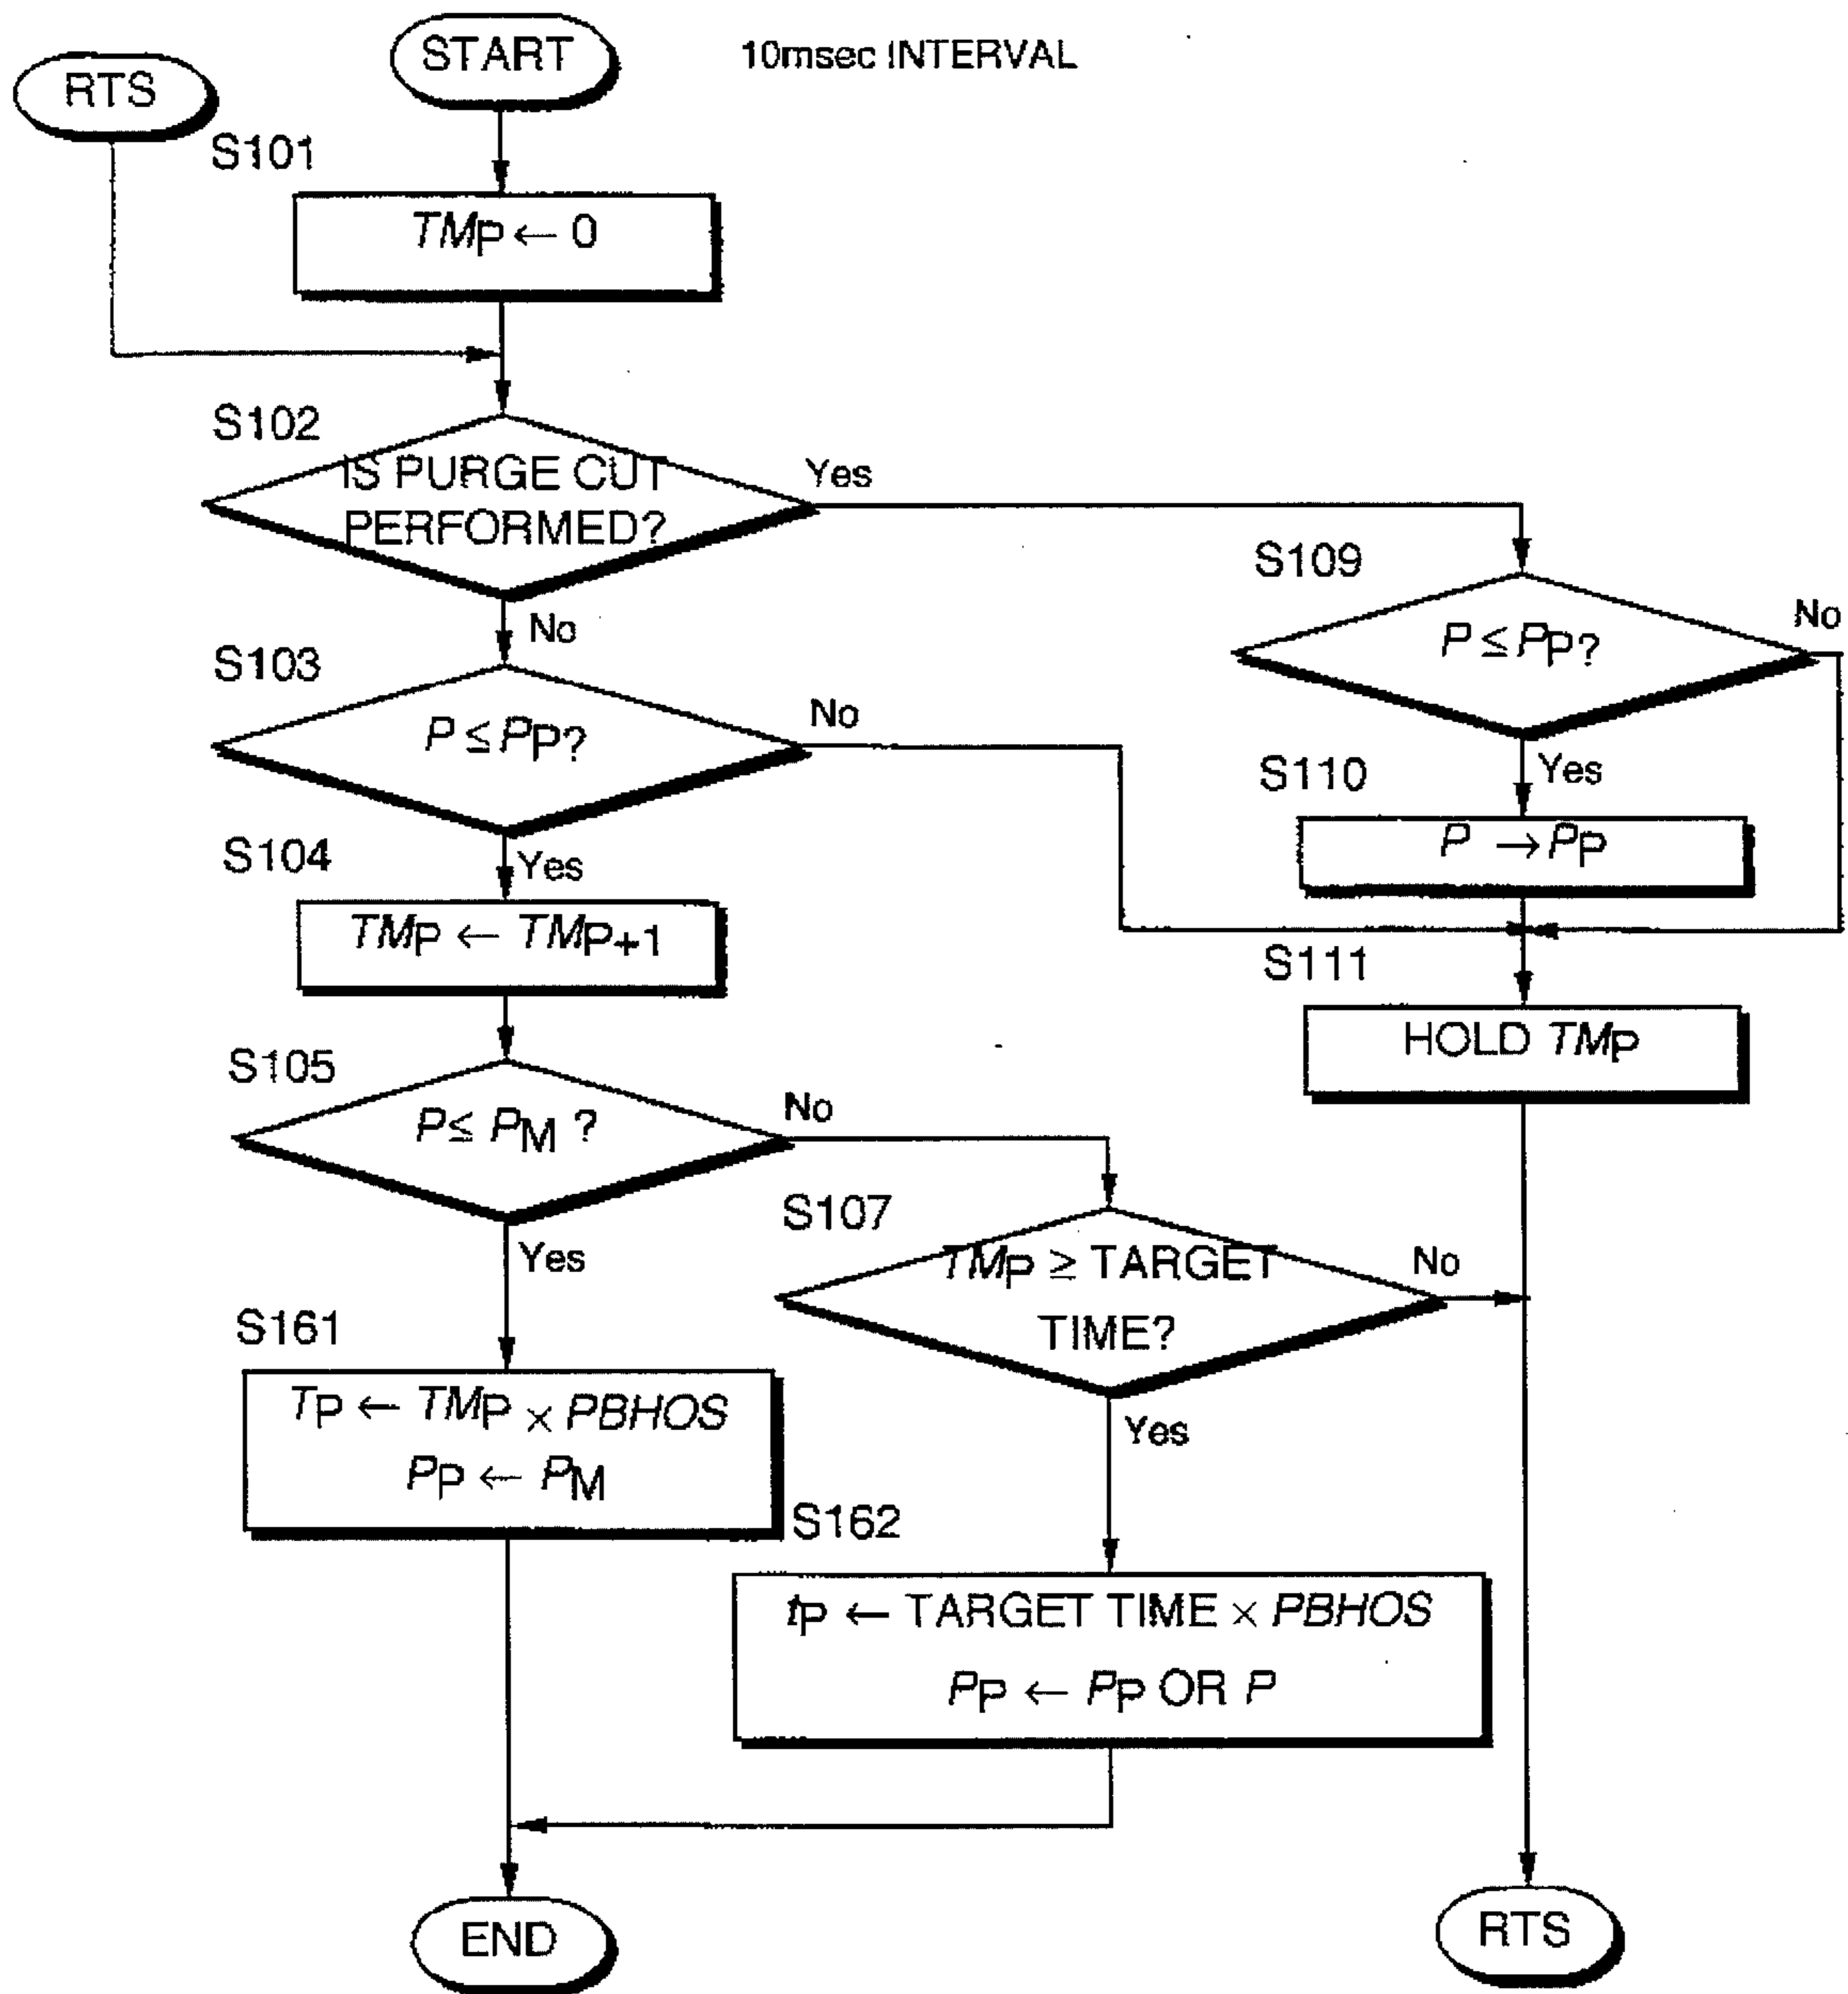 START
10msec INTERVAL
RTS
S101
TMP ← 0
S102
IS PURGE CUT
PERFORMED?
Yes
No
S109
P ≤ PP?
No
S103
P ≤ PP?
No
S110
Yes
P → PP
S104
Yes
TMP ← TMP+1
S111
HOLD TMP
S105
P≤ PM ?
No
S107
Yes
TMP ≥ TARGET
TIME?
No
S161
TP ← TMP × PBHOS
PP ← PM
Yes
S162
tP ← TARGET TIME × PBHOS
PP ← PP OR P
END
RTS